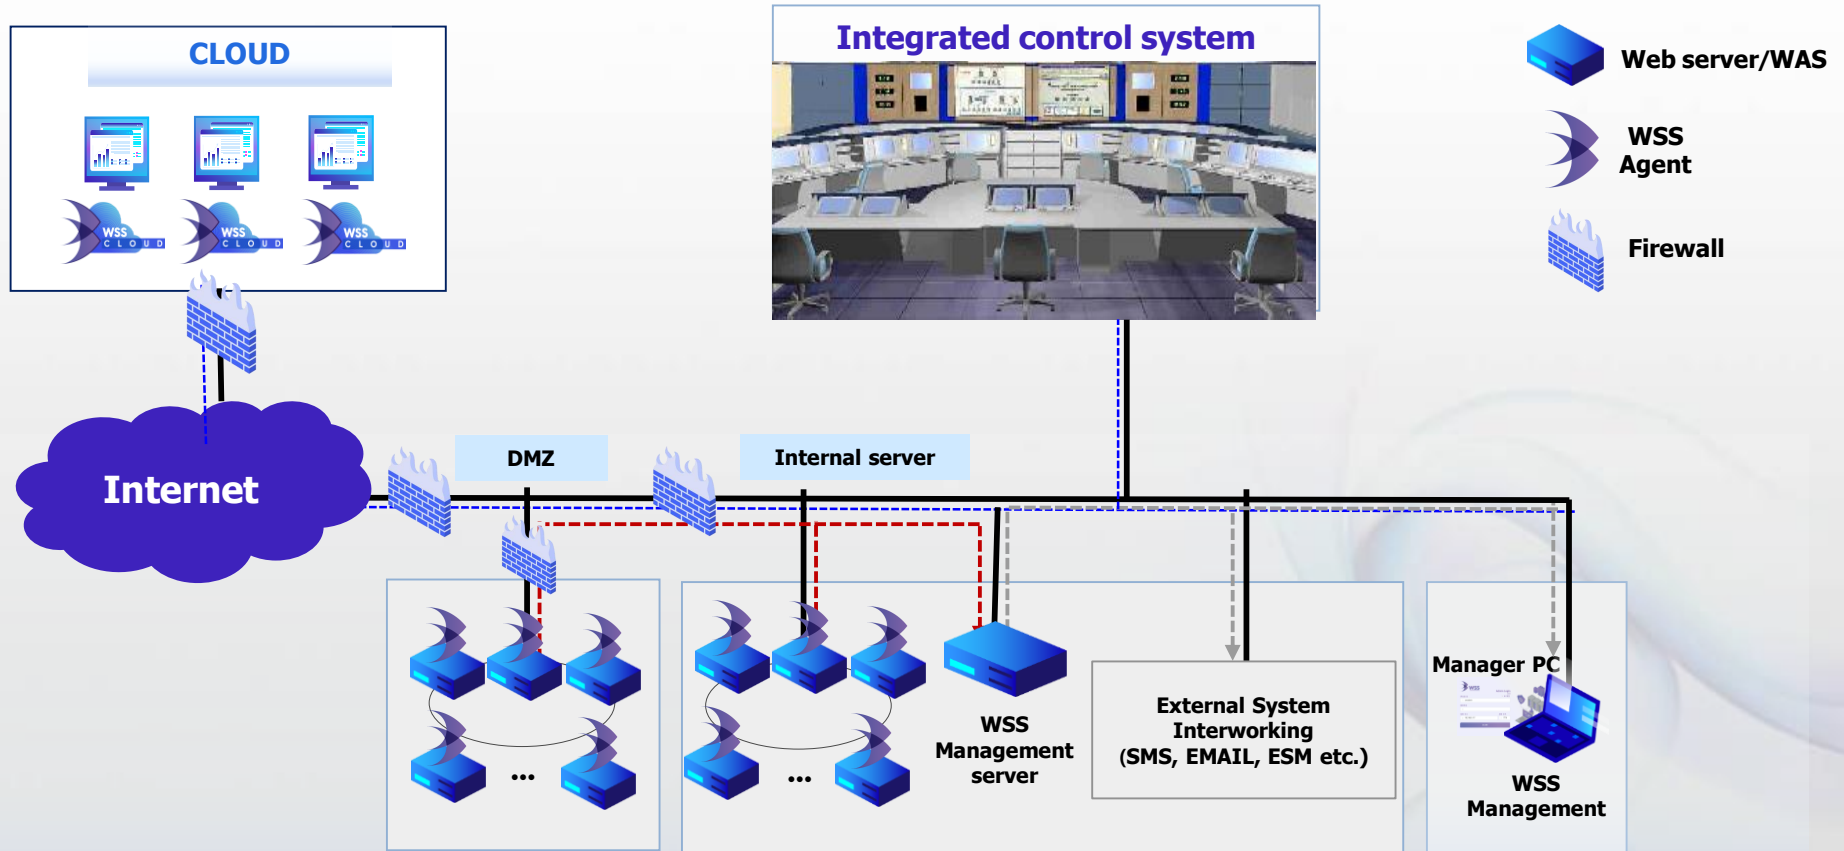 CLOUD
WSS
CLOUD
WSS
CLOUD
WSS
CLOUD
Integrated control system
Web server/WAS
WSS
Agent
Firewall
Internet
DMZ
Internal server
WSS
Management
server
External System
Interworking
(SMS, EMAIL, ESM etc.)
Manager PC
WSS
WSS
Management
...
...